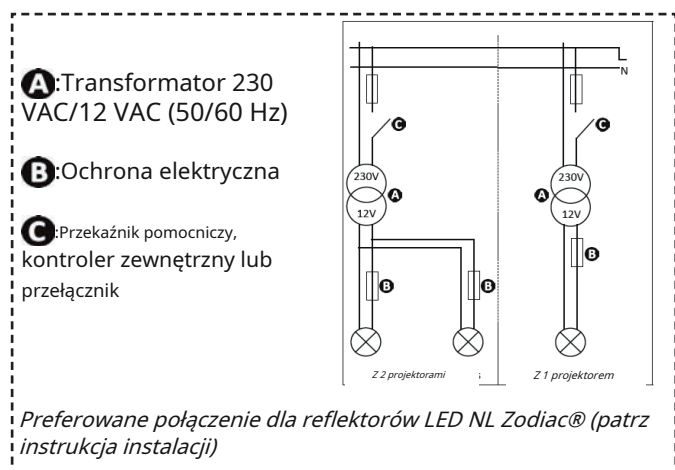 A:Transformator 230
VAC/12 VAC (50/60 Hz)
B:Ochrona elektryczna
C:Przekaźnik pomocniczy,
kontroler zewnętrzny lub
przełącznik
L
N
C
C
230V
A
12V
A
230V
12V
B
B
B
Z 2 projektorami
Z 1 projektorem
Preferowane połączenie dla reflektorów LED NL Zodiac® (patrz
instrukcja instalacji)